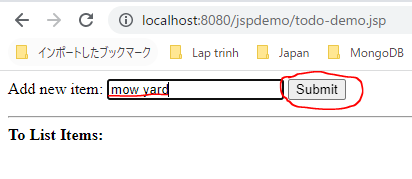 localhost:8080/jspdemo/todo-demo.jsp
インポートしたブックマーク Lap trinh Japan MongoDB
Add new item: mow yard Submit
To List Items: